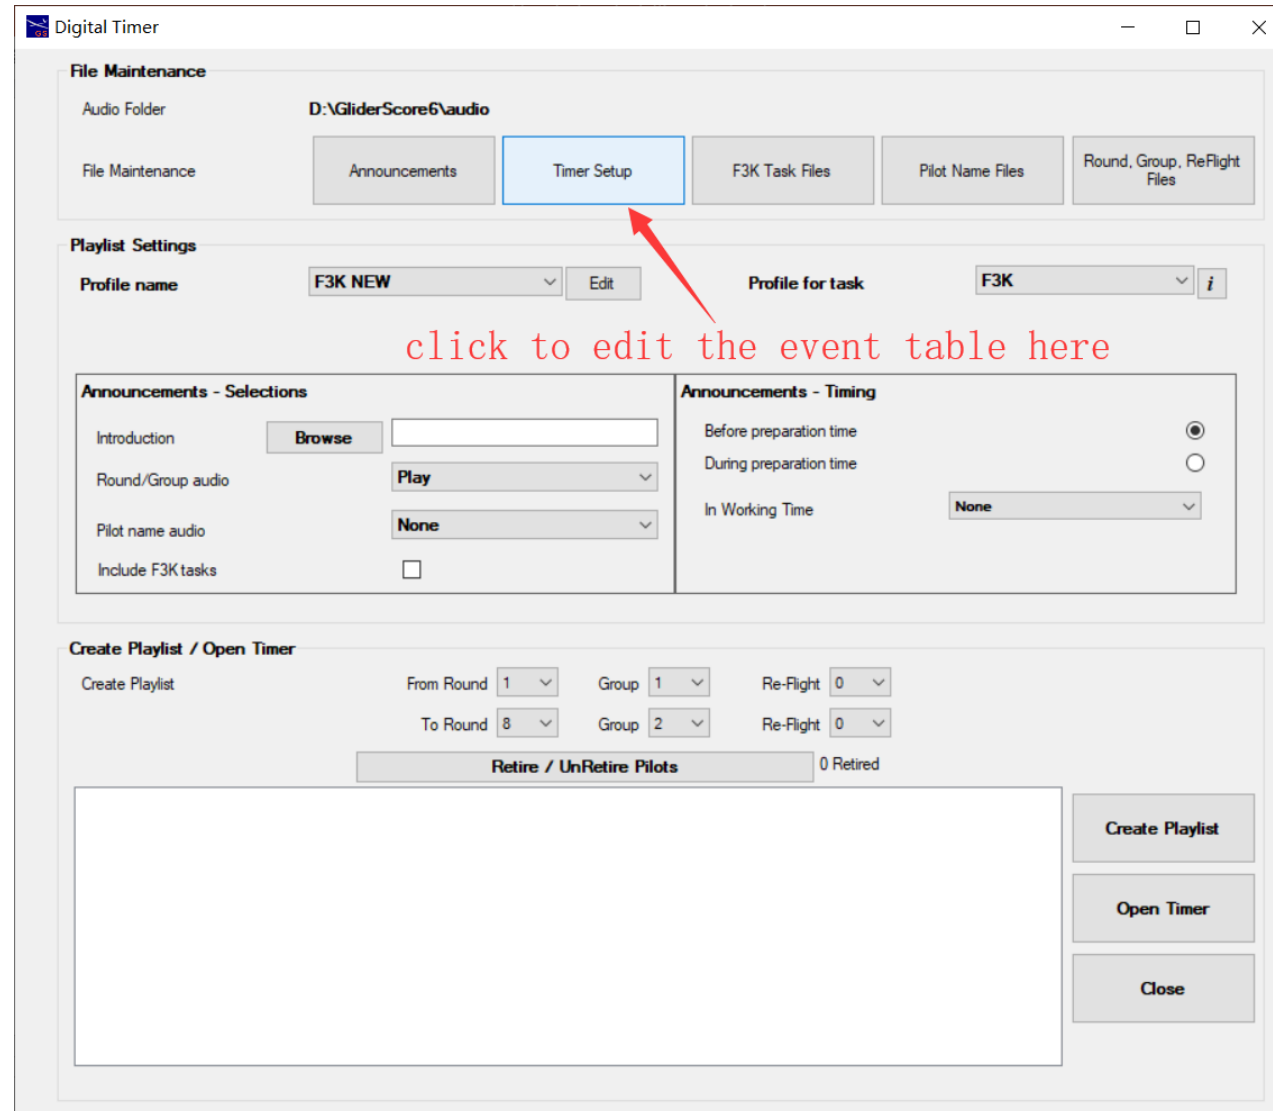 GS Digital Timer
File Maintenance
Audio Folder D:\GliderScore6\audio
File Maintenance Announcements Timer Setup F3K Task Files Pilot Name Files Round, Group, ReFlight
Files
Playlist Settings
Profile name F3K NEW Edit Profile for task F3K i
click to edit the event table here
Announcements - Selections
Introduction Browse
Round/Group audio Play
Pilot name audio None
Include F3K tasks
Announcements - Timing
Before preparation time
During preparation time
In Working Time None
Create Playlist / Open Timer
Create Playlist From Round 1 Group 1 Re-Flight 0
To Round 8 Group 2 Re-Flight 0
Retire / UnRetire Pilots 0 Retired
Create Playlist
Open Timer
Close